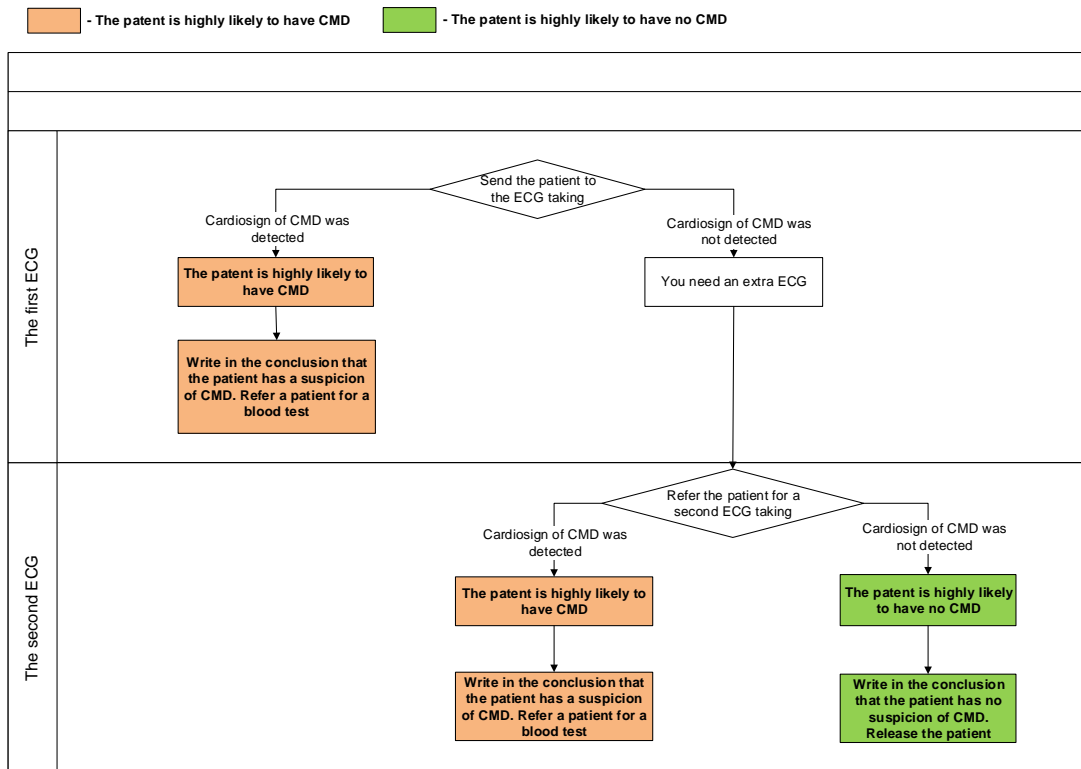 - The patent is highly likely to have CMD
- The patent is highly likely to have no CMD
The first ECG
Send the patient to
the ECG taking
Cardiosign of CMD was
detected
Cardiosign of CMD was
not detected
The patent is highly likely to
have CMD
You need an extra ECG
Write in the conclusion that
the patient has a suspicion
of CMD. Refer a patient for a
blood test
The second ECG
Refer the patient for a
second ECG taking
Cardiosign of CMD was
detected
Cardiosign of CMD was
not detected
The patent is highly likely to
have CMD
The patent is highly likely
to have no CMD
Write in the conclusion that
the patient has a suspicion
of CMD. Refer a patient for a
blood test
Write in the conclusion
that the patient has no
suspicion of CMD.
Release the patient